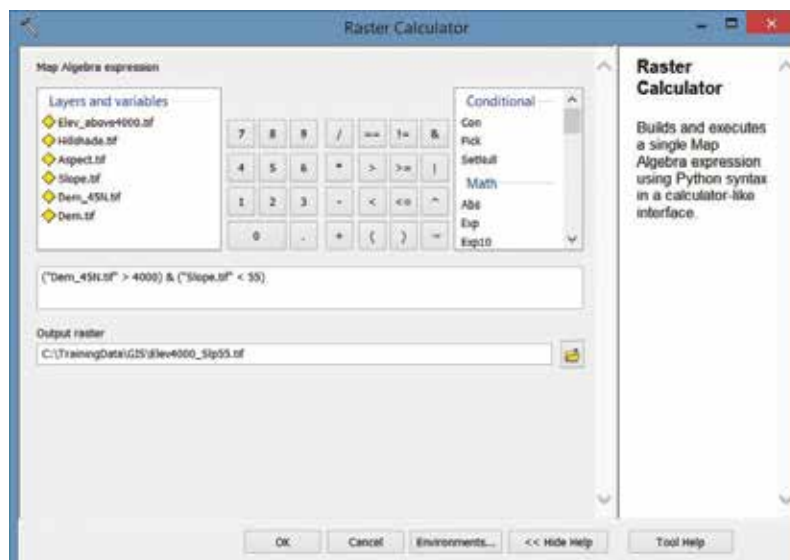 Raster Calculator
Map Algebra expression
Layers and variables
Elev_above4000.tif
Hillshade.tif
Aspect.tif
Slope.tif
Dem_45N.tif
Dem.tif
7 8 9 / == != &
4 5 6 * > >= |
1 2 3 - < <= ^
0 . + ( ) ~
Conditional
Con
Pick
SetNull
Math
Abs
Exp
Exp10
("Dem_45N.tif" > 4000) & ("Slope.tif" < 55)
Output raster
C:\TrainingData\GIS\Elev4000_Slp55.tif
OK
Cancel
Environments...
<< Hide Help
Tool Help
Raster
Calculator
Builds and executes
a single Map
Algebra expression
using Python syntax
in a calculator-like
interface.